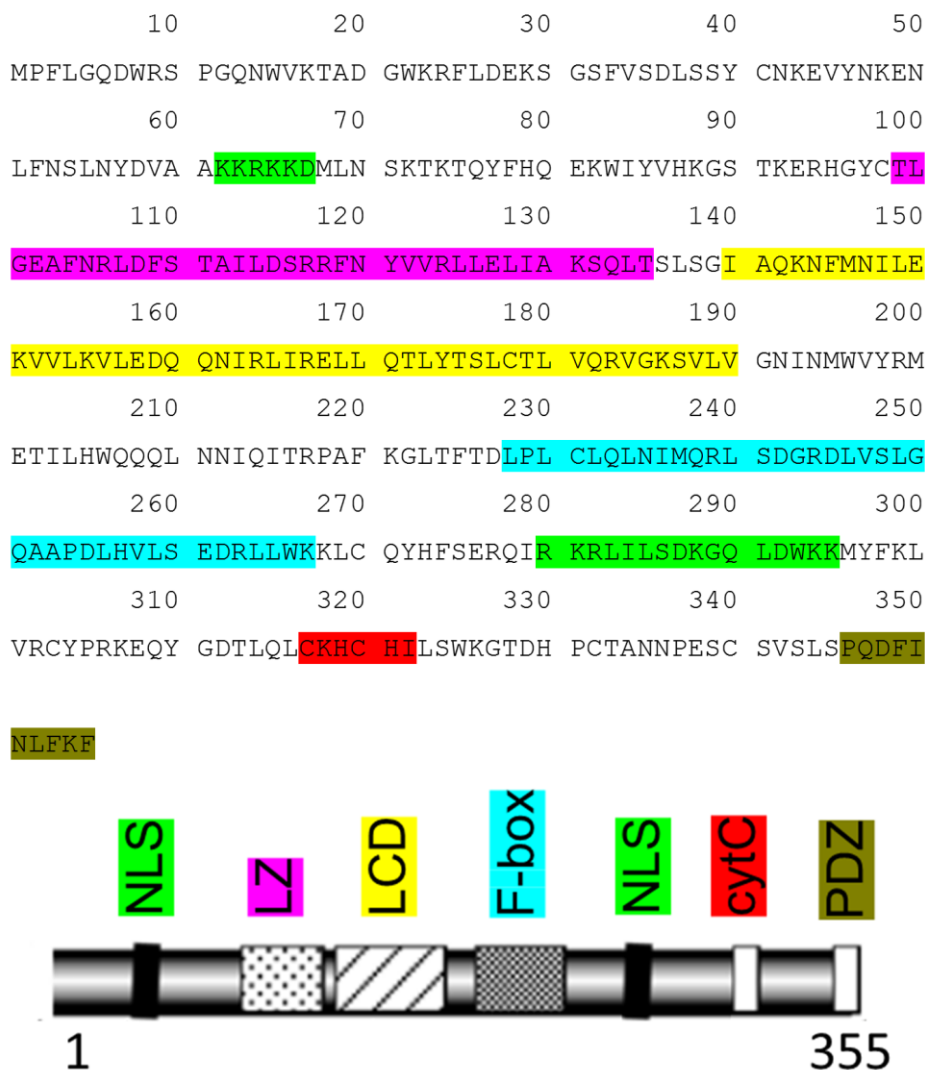 10 20 30 40 50
MPFLGQDWRS PGQNWVKTAD GWKRFLDEKS GSFVSDLSSY CNKEVYNKEN
60 70 80 90 100
LFNSLNYDVA AKKRKKDMLN SKTKTQYFHQ EKWIYVHKGS TKERHGYCTL
110 120 130 140 150
GEAFNRLDFS TAILDSRRFN YVVRLLELIA KSQLTSLSGI AQKNFMNILE
160 170 180 190 200
KVVLKVLEDQ QNIRLIRELL QTLYTSLCTL VQRVGKSVLV GNINMWVYRM
210 220 230 240 250
ETILHWQQQL NNIQITRPAF KGLTFTDLPL CLQLNIMQRL SDGRDLVSLG
260 270 280 290 300
QAAPDLHVLS EDRLLWKKLC QYHFSERQIR KRLILSDKGQ LDWKKMYFKL
310 320 330 340 350
VRCYPRKEQY GDTLQLCKHC HILSWKGTDH PCTANNPESC SVSLSPQDFI
NLFKF
NLS LZ LCD F-box NLS cytC PDZ
1 355